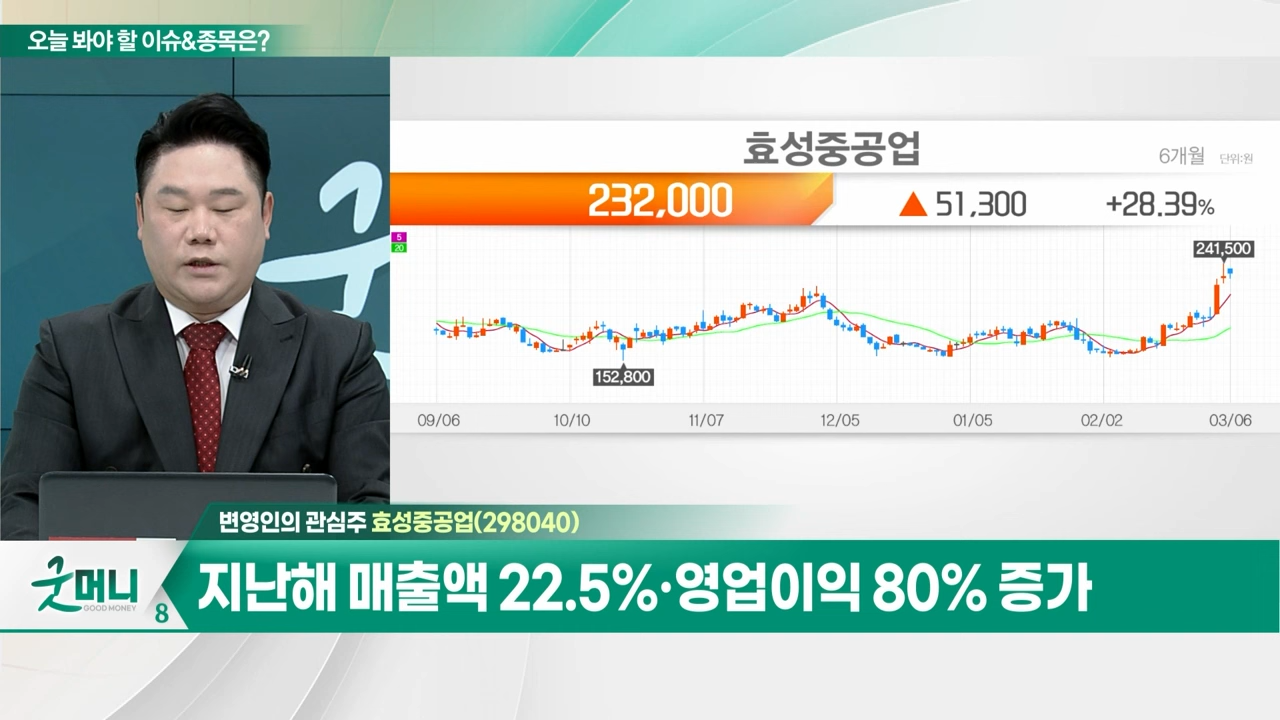 오늘 봐야 할 이슈&종목은?
효성중공업
6개월 단위:원
232,000 ▲ 51,300 +28.39%
5
20
241,500
152,800
09/06 10/10 11/07 12/05 01/05 02/02 03/06
변영인의 관심주 효성중공업(298040)
굿머니
GOOD MONEY
8
지난해 매출액 22.5%·영업이익 80% 증가